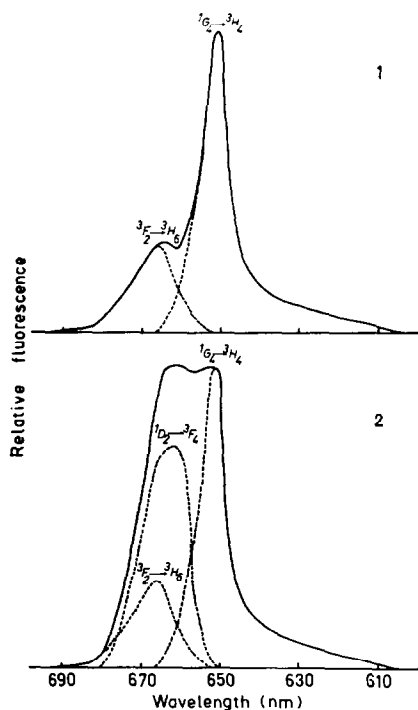 ¹G₄→³H₄
1
³F₂→³H₆
Relative fluorescence
¹G₄→³H₄
2
¹D₂→³F₄
³F₂→³H₆
690 670 650 630 610
Wavelength (nm)